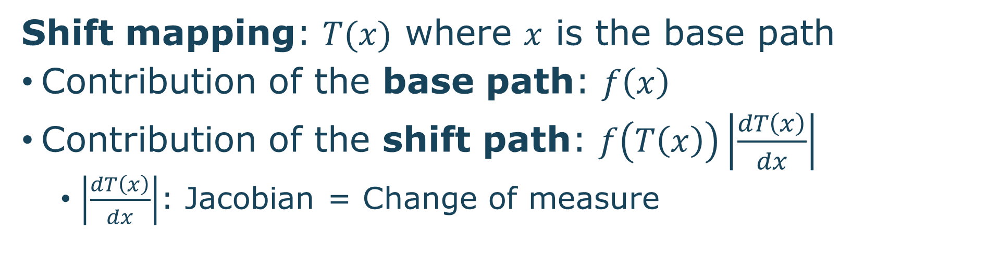 Shift mapping: 𝑇(𝑥) where 𝑥 is the base path
• Contribution of the base path: 𝑓(𝑥)
• Contribution of the shift path: 𝑓(𝑇(𝑥)) |𝑑𝑇(𝑥)/𝑑𝑥|
• |𝑑𝑇(𝑥)/𝑑𝑥|: Jacobian = Change of measure